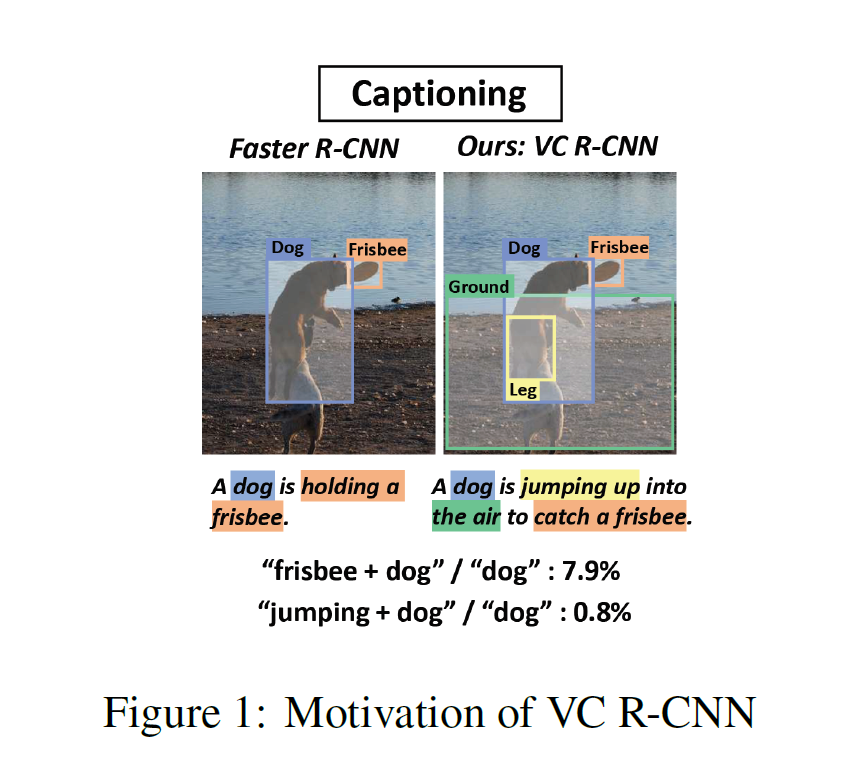 Captioning
Faster R-CNN
Ours: VC R-CNN
Dog
Frisbee
Dog
Frisbee
Ground
Leg
A dog is holding a
frisbee.
A dog is jumping up into
the air to catch a frisbee.
“frisbee + dog” / “dog” : 7.9%
“jumping + dog” / “dog” : 0.8%
Figure 1: Motivation of VC R-CNN